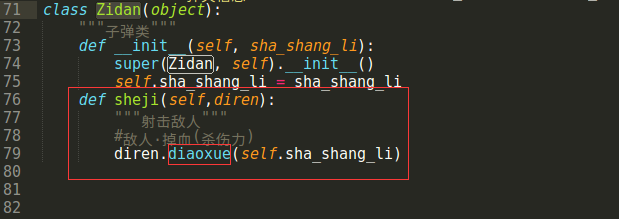 71 class Zidan(object):
72 """子弹类"""
73 def __init__(self, sha_shang_li):
74 super(Zidan, self).__init__()
75 self.sha_shang_li = sha_shang_li
76 def sheji(self,diren):
77 """射击敌人"""
78 #敌人·掉血(杀伤力)
79 diren.diaoxue(self.sha_shang_li)
80
81
82